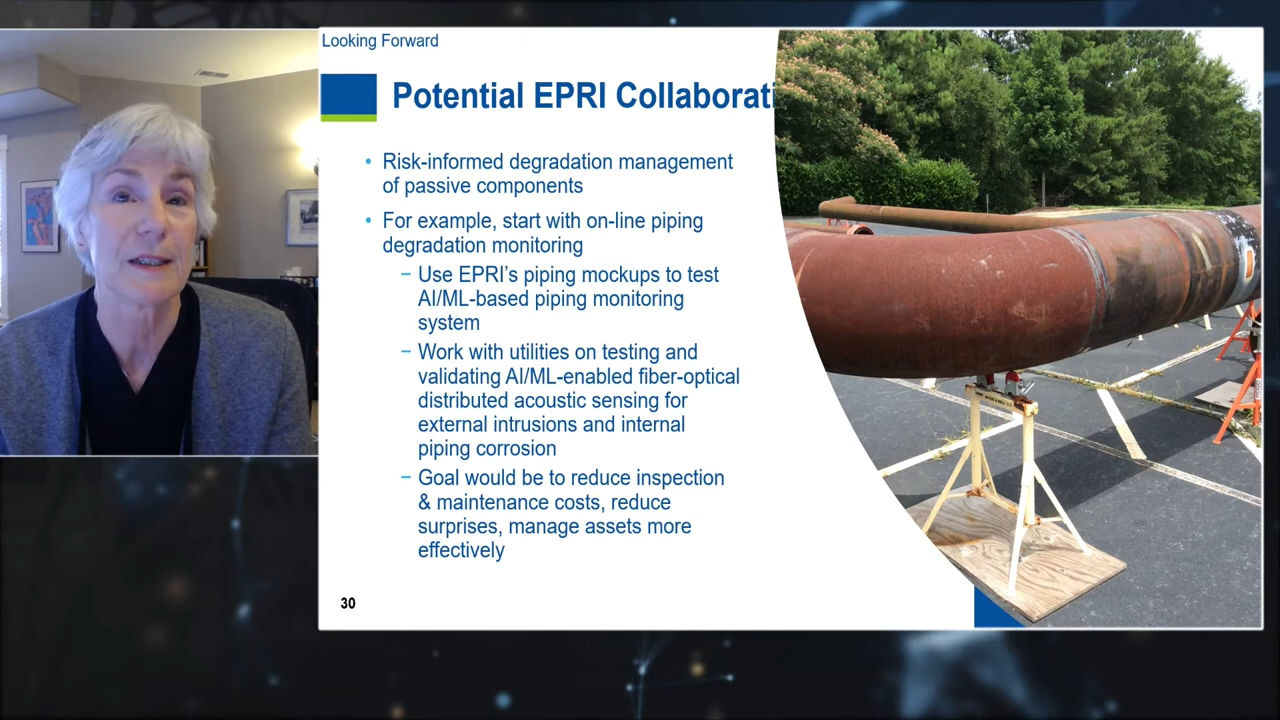 Looking Forward
Potential EPRI Collaborati
• Risk-informed degradation management
of passive components
• For example, start with on-line piping
degradation monitoring
− Use EPRI’s piping mockups to test
AI/ML-based piping monitoring
system
− Work with utilities on testing and
validating AI/ML-enabled fiber-optical
distributed acoustic sensing for
external intrusions and internal
piping corrosion
− Goal would be to reduce inspection
& maintenance costs, reduce
surprises, manage assets more
effectively
30